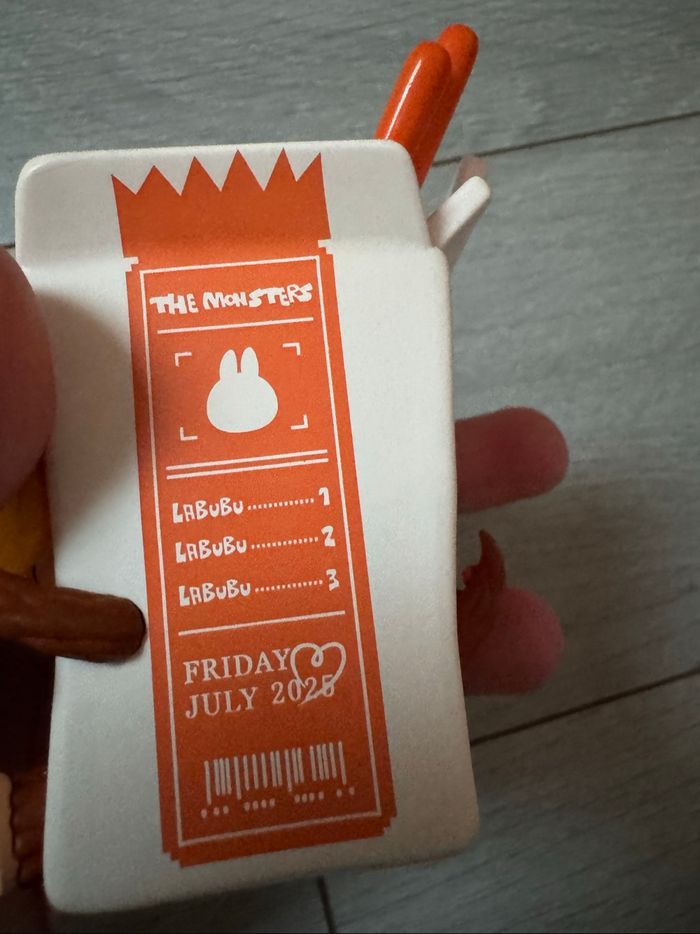 THE MONSTERS
LABUBU ............. 1
LABUBU ............. 2
LABUBU ............. 3
FRIDAY
JULY 2025